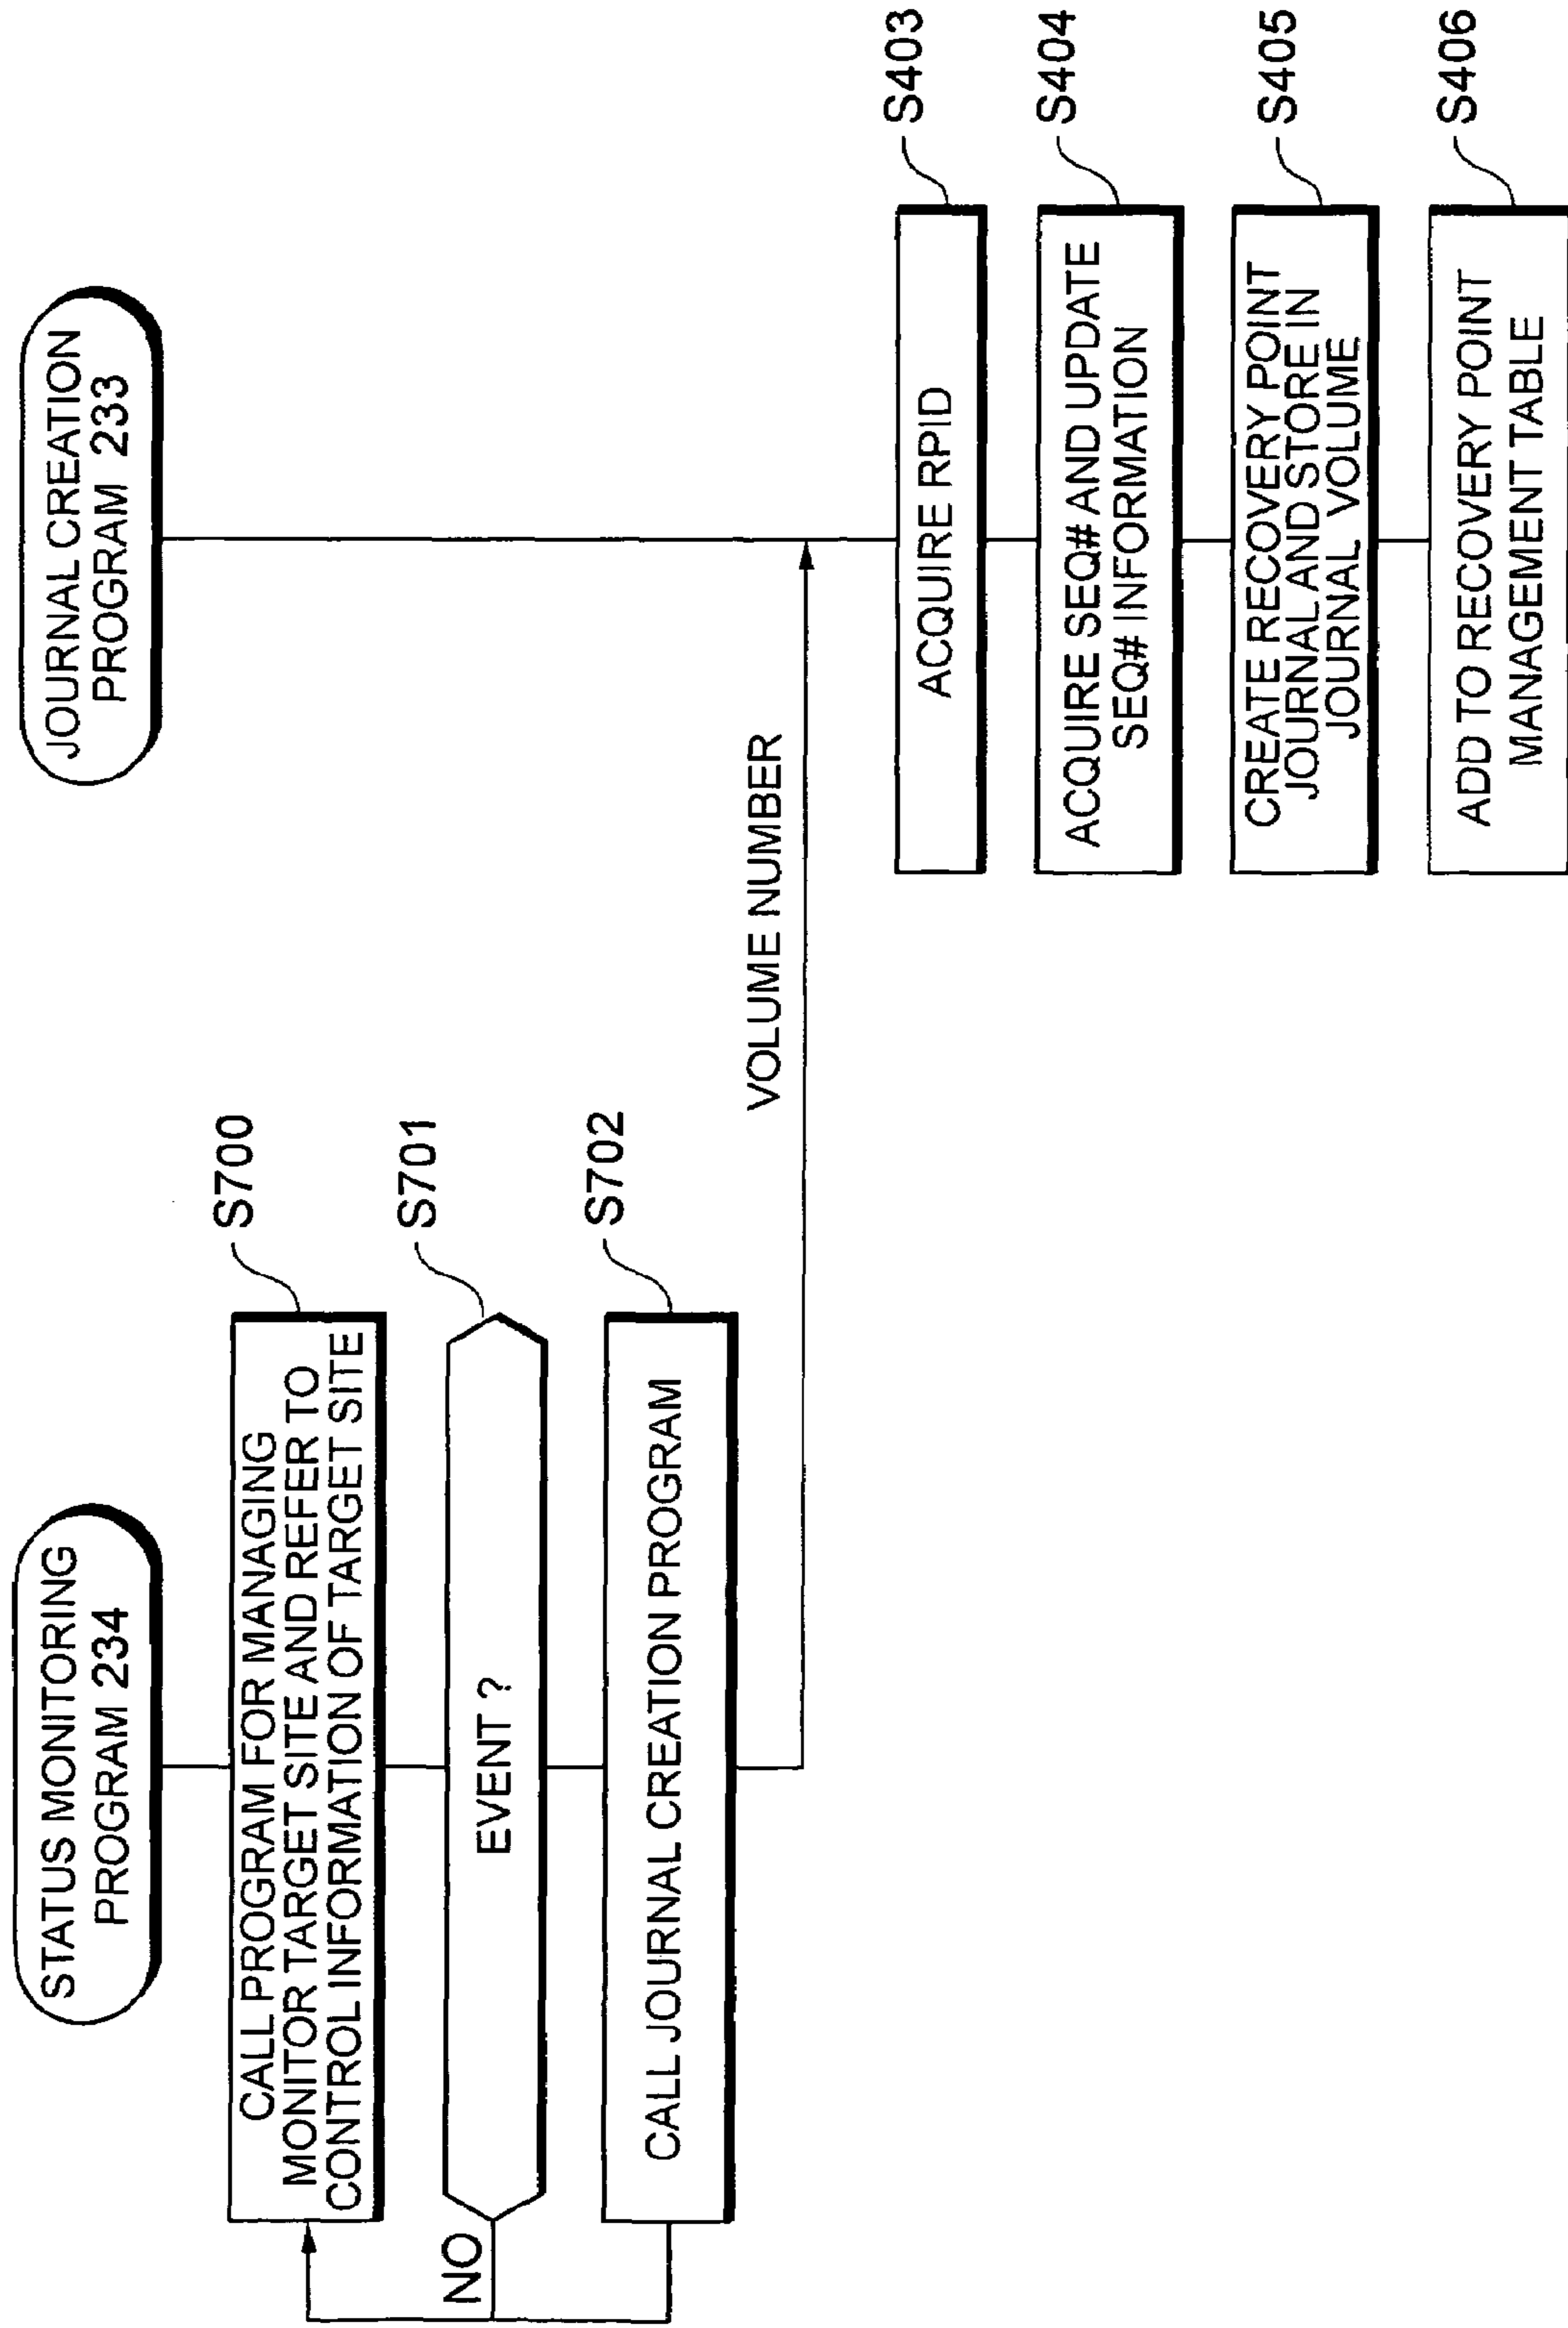 STATUS MONITORING
PROGRAM 234
CALL PROGRAM FOR MANAGING
MONITOR TARGET SITE AND REFER TO
CONTROL INFORMATION OF TARGET SITE
S700
EVENT ?
S701
NO
CALL JOURNAL CREATION PROGRAM
S702
VOLUME NUMBER
JOURNAL CREATION
PROGRAM 233
ACQUIRE RPID
S403
ACQUIRE SEQ# AND UPDATE
SEQ# INFORMATION
S404
CREATE RECOVERY POINT
JOURNAL AND STORE IN
JOURNAL VOLUME
S405
ADD TO RECOVERY POINT
MANAGEMENT TABLE
S406